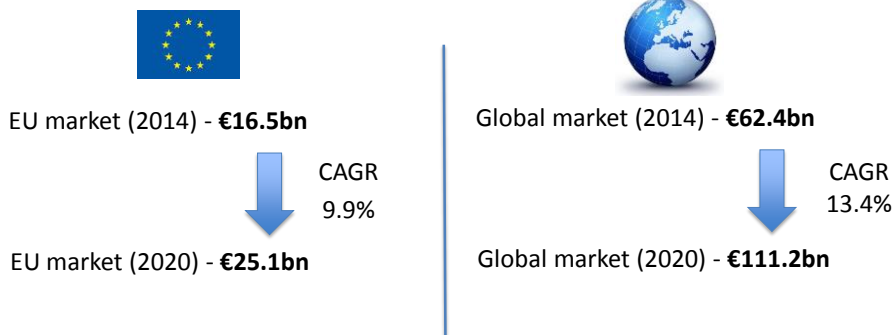 EU market (2014) - €16.5bn
CAGR
9.9%
EU market (2020) - €25.1bn
Global market (2014) - €62.4bn
CAGR
13.4%
Global market (2020) - €111.2bn